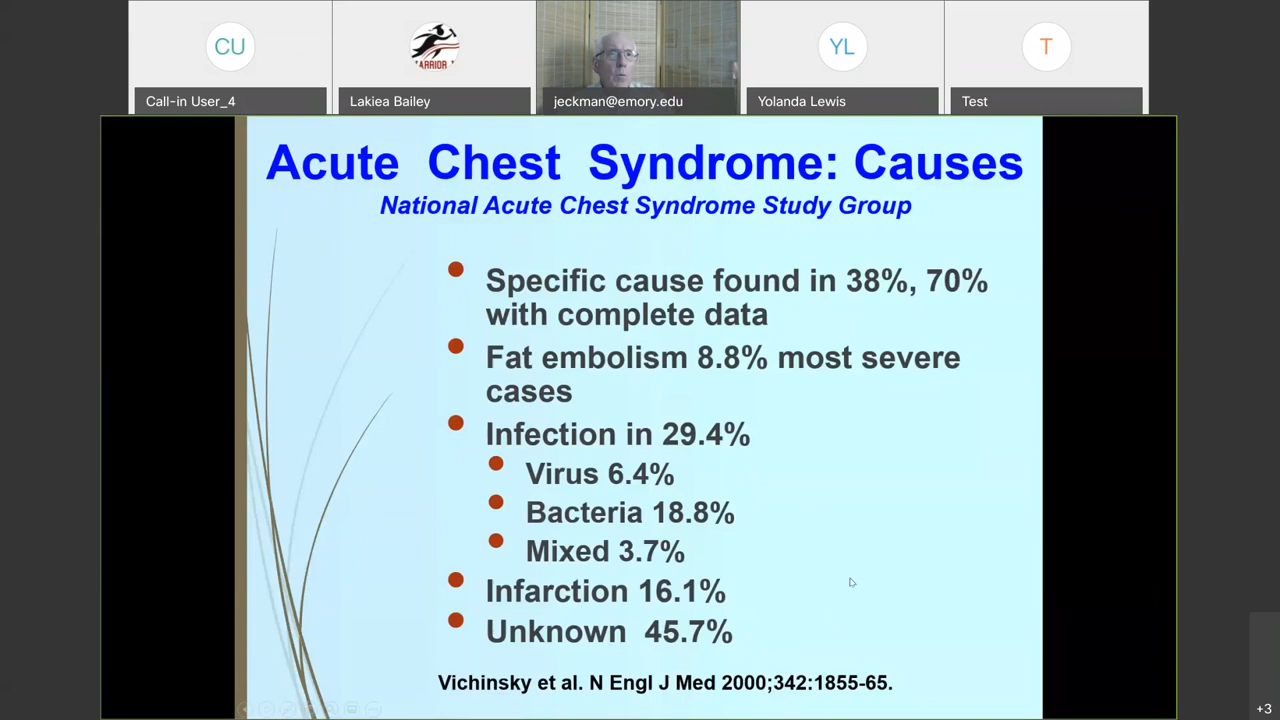 CU
YL
T
ARRIOR
Call-in User_4
Lakiea Bailey
jeckman@emory.edu
Yolanda Lewis
Test
Acute Chest Syndrome: Causes
National Acute Chest Syndrome Study Group
Specific cause found in 38%, 70%
with complete data
Fat embolism 8.8% most severe
cases
Infection in 29.4%
Virus 6.4%
Bacteria 18.8%
Mixed 3.7%
Infarction 16.1%
Unknown 45.7%
Vichinsky et al. N Engl J Med 2000;342:1855-65.
+3